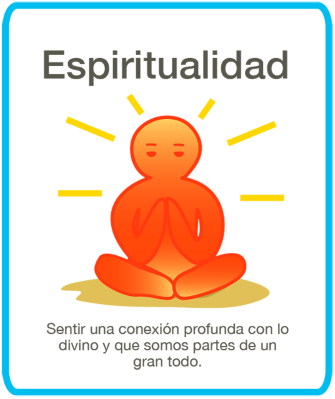 Espiritualidad
Sentir una conexión profunda con lo
divino y que somos partes de un
gran todo.